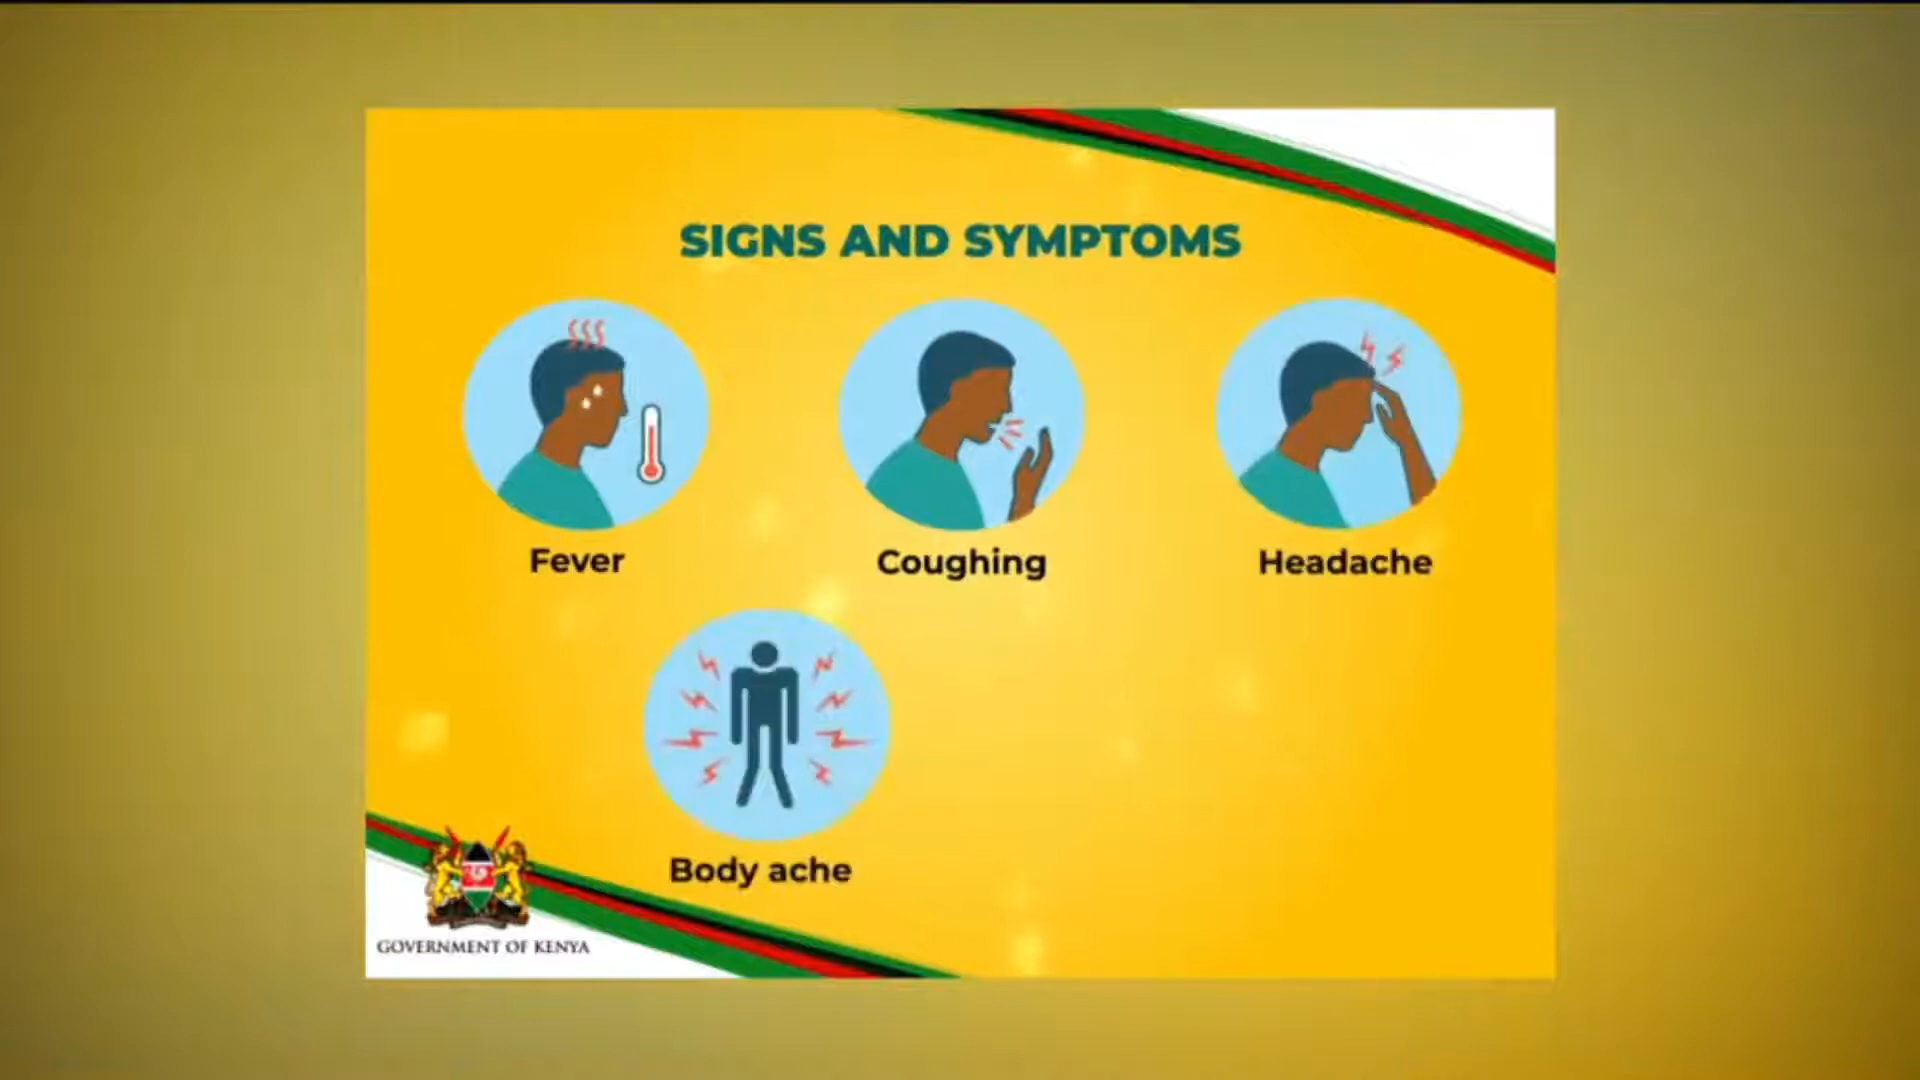 SIGNS AND SYMPTOMS
Fever
Coughing
Headache
Body ache
GOVERNMENT OF KENYA